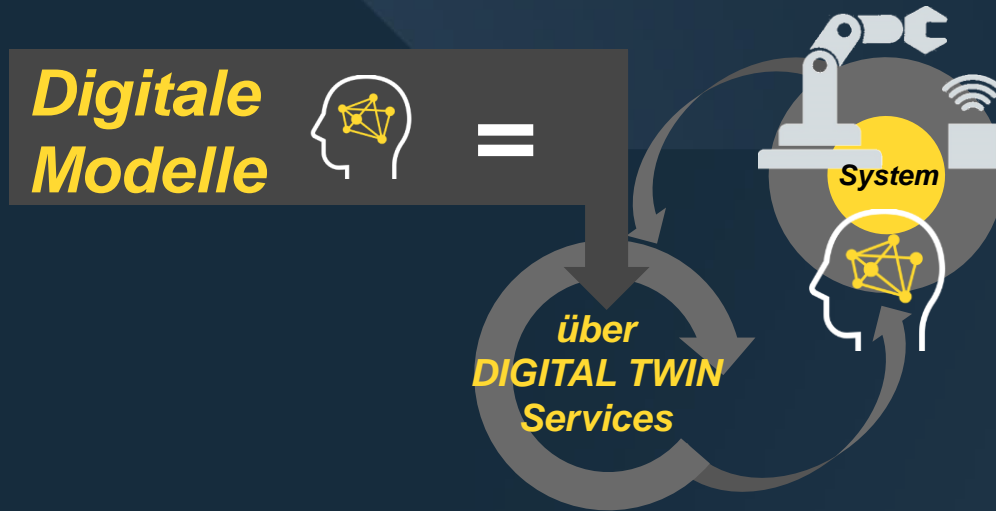 Digitale
Modelle
=
System
über
DIGITAL TWIN
Services